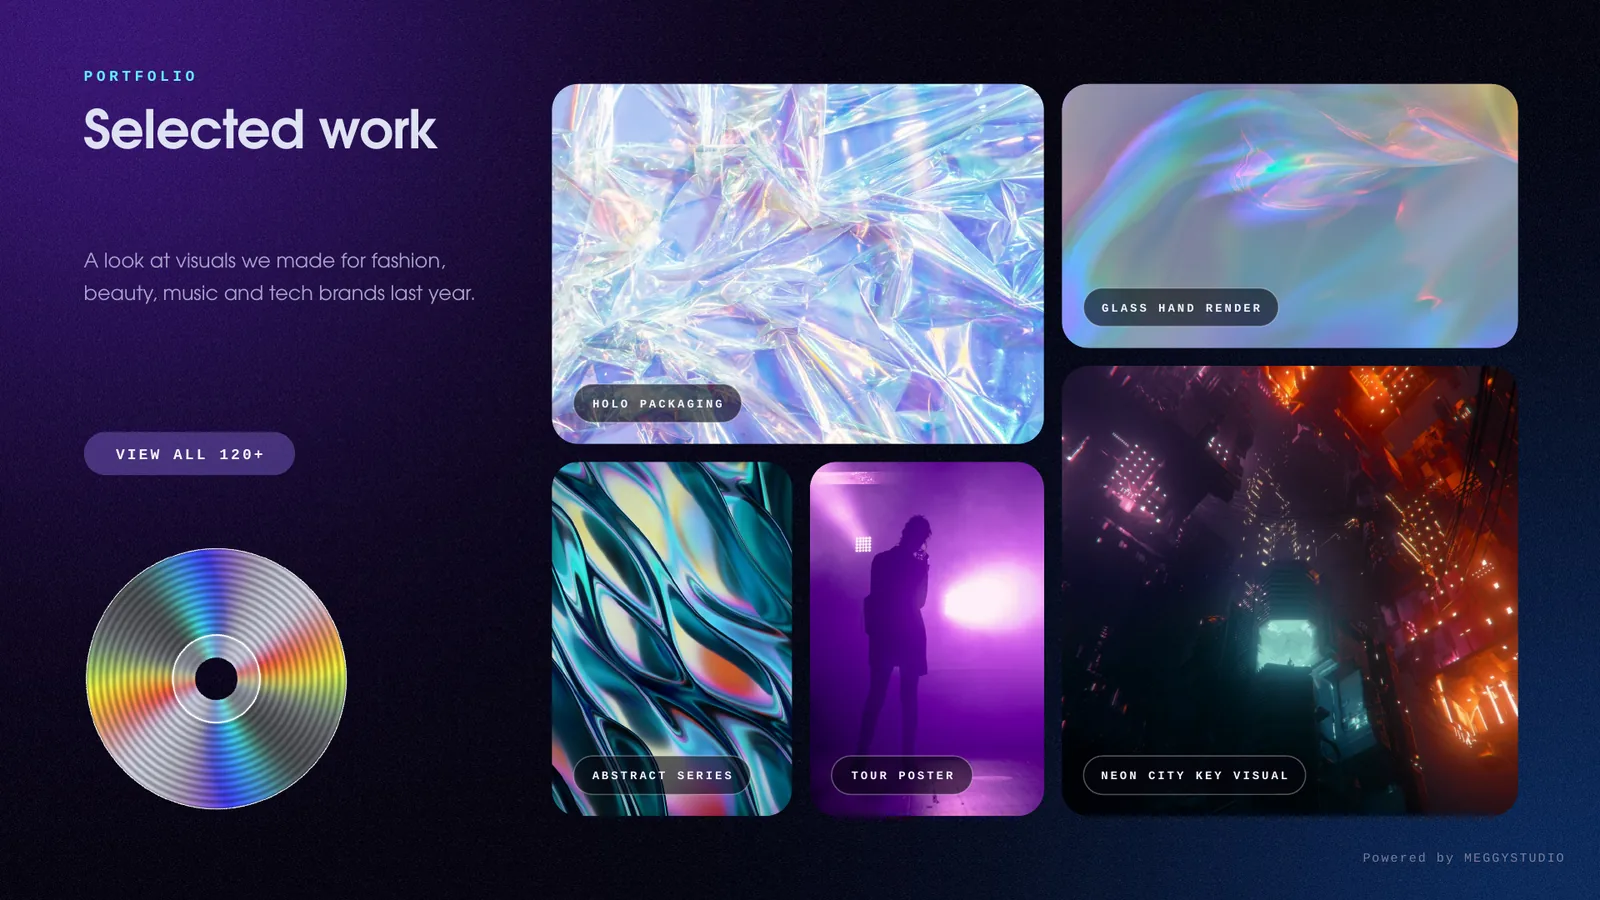 PORTFOLIO
Selected work
A look at visuals we made for fashion,
beauty, music and tech brands last year.
VIEW ALL 120+
HOLO PACKAGING
GLASS HAND RENDER
ABSTRACT SERIES
TOUR POSTER
NEON CITY KEY VISUAL
Powered by MEGGYSTUDIO